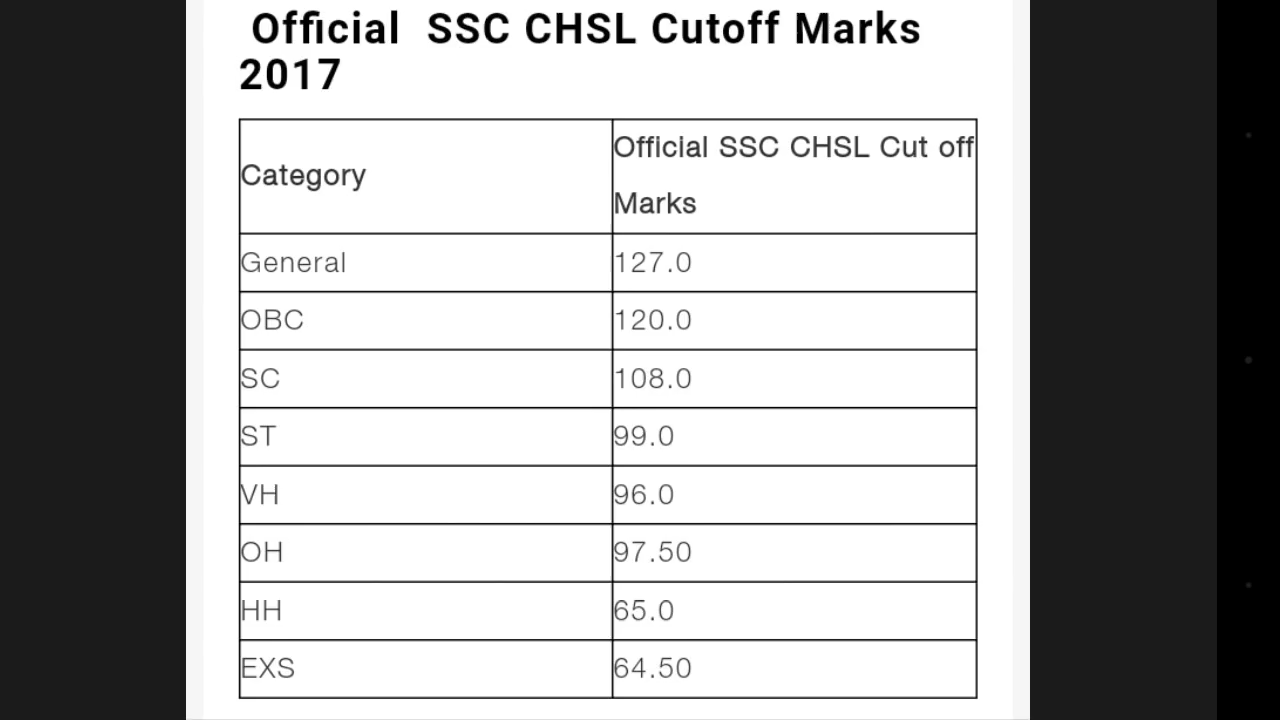 Official SSC CHSL Cutoff Marks
2017
Category
Official SSC CHSL Cut off
Marks
General 127.0
OBC 120.0
SC 108.0
ST 99.0
VH 96.0
OH 97.50
HH 65.0
EXS 64.50